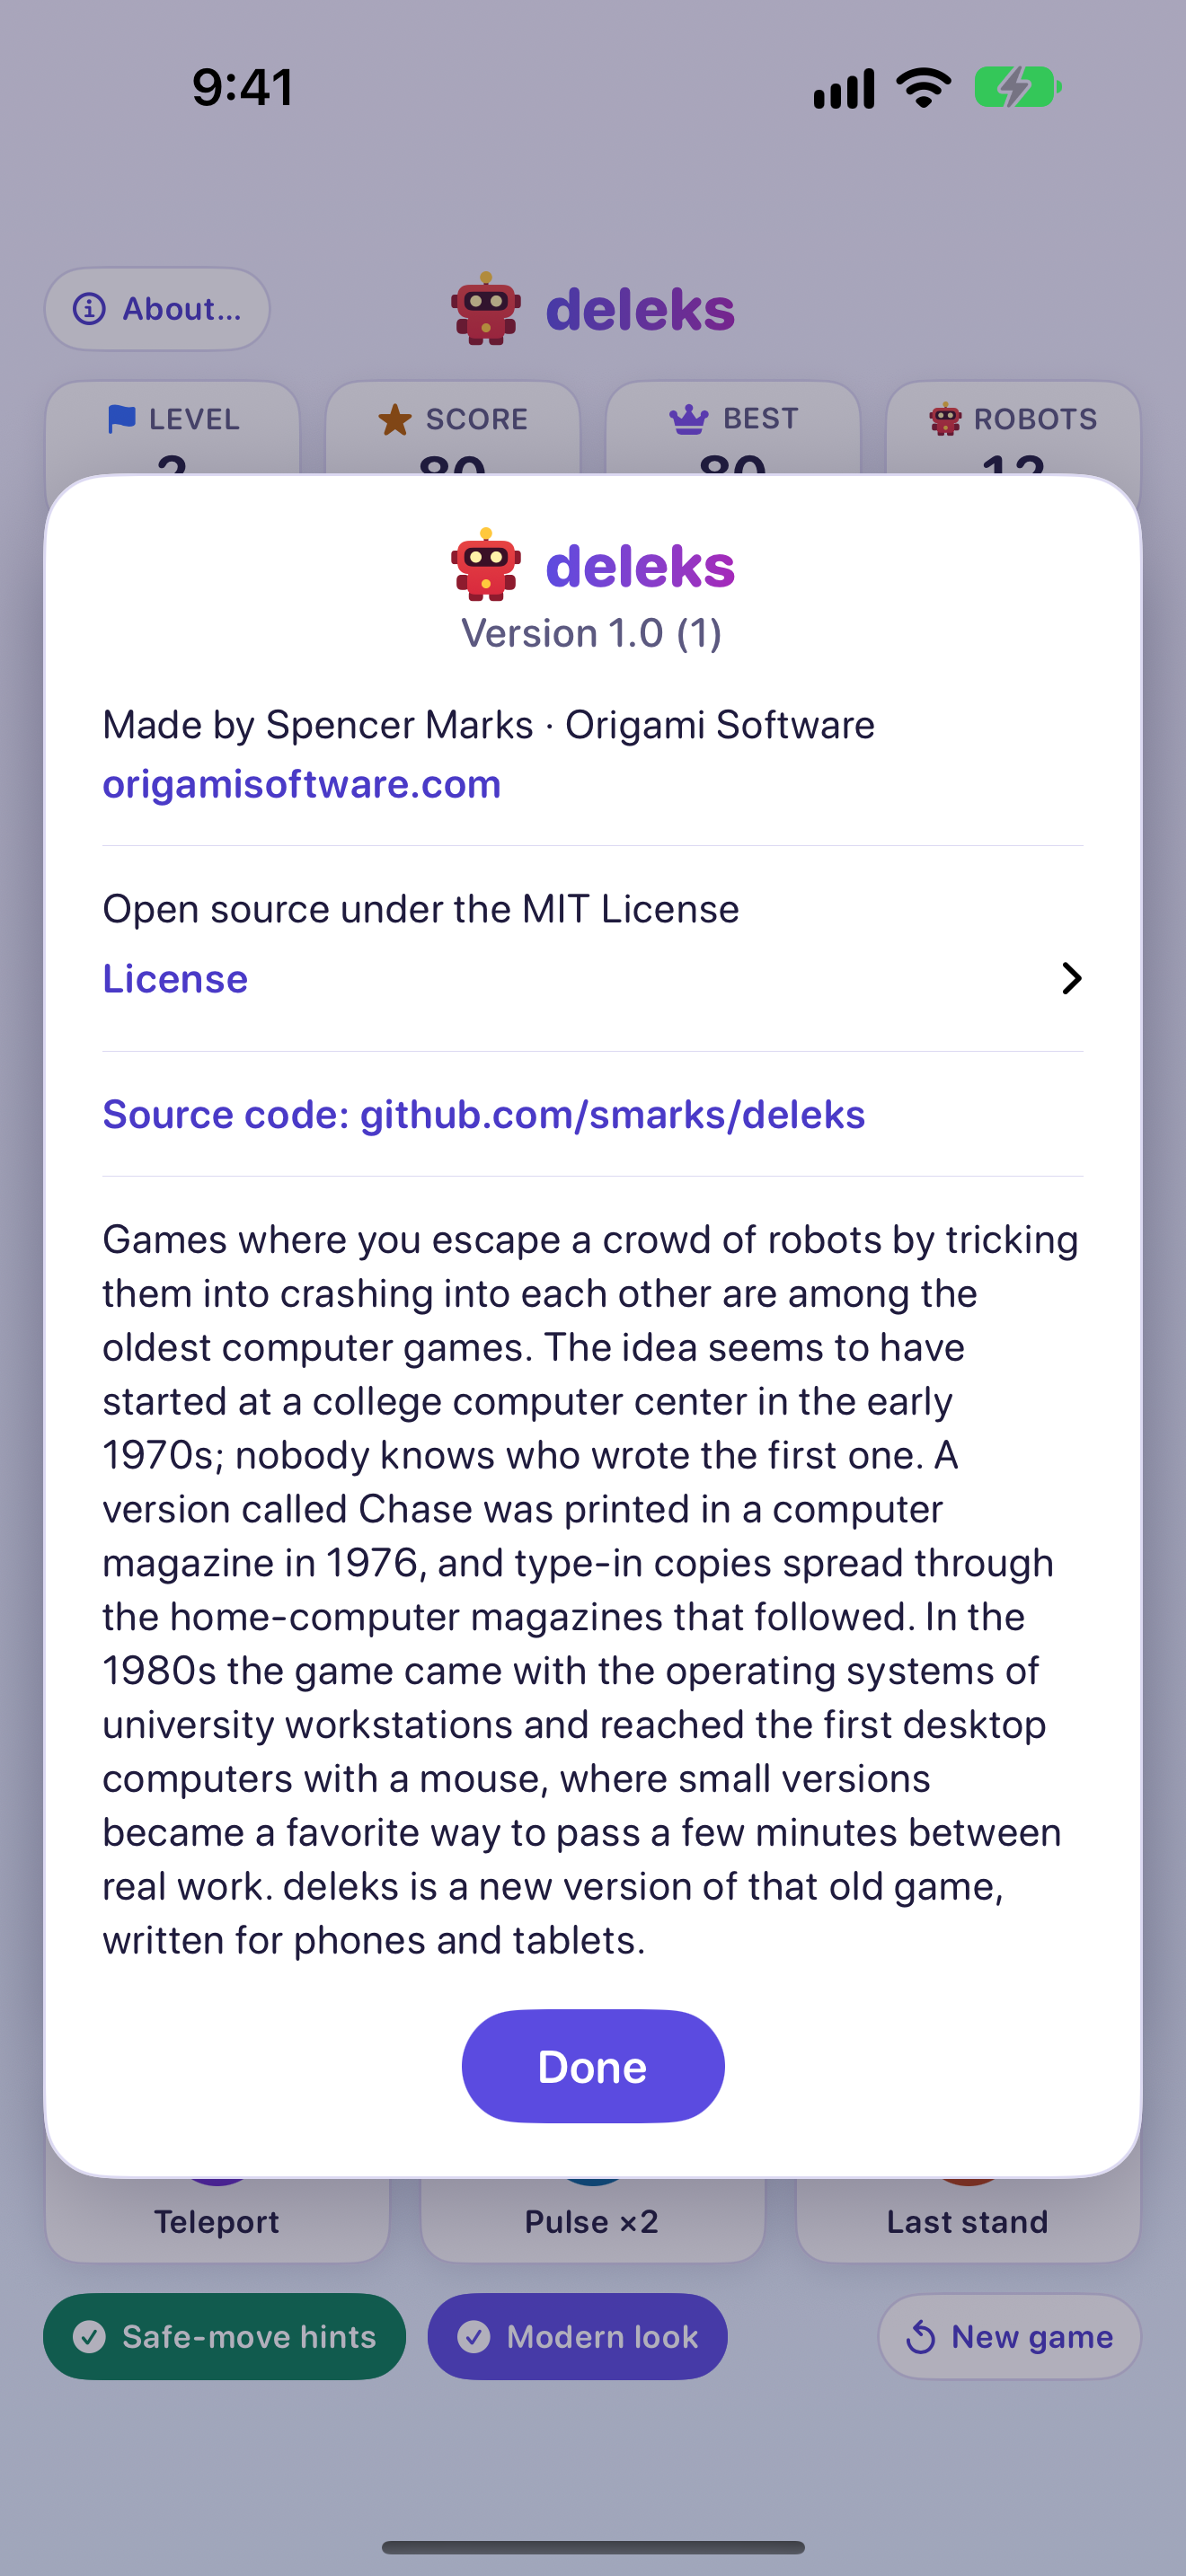 9:41
About...
deleks
LEVEL
SCORE
BEST
ROBOTS
80
80
12
deleks
Version 1.0 (1)
Made by Spencer Marks · Origami Software
origamisoftware.com
Open source under the MIT License
License
Source code: github.com/smarks/deleks
Games where you escape a crowd of robots by tricking
them into crashing into each other are among the
oldest computer games. The idea seems to have
started at a college computer center in the early
1970s; nobody knows who wrote the first one. A
version called Chase was printed in a computer
magazine in 1976, and type-in copies spread through
the home-computer magazines that followed. In the
1980s the game came with the operating systems of
university workstations and reached the first desktop
computers with a mouse, where small versions
became a favorite way to pass a few minutes between
real work. deleks is a new version of that old game,
written for phones and tablets.
Done
Teleport
Pulse ×2
Last stand
Safe-move hints
Modern look
New game